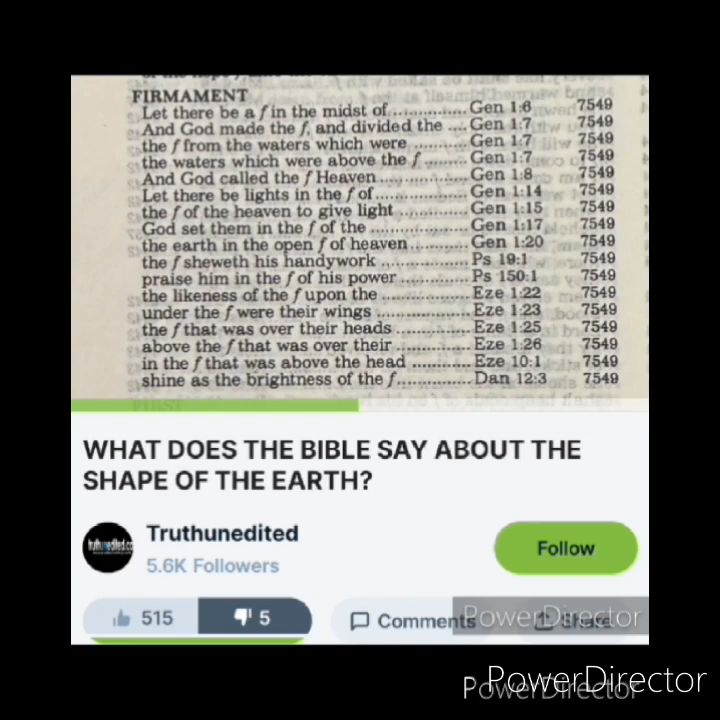 FIRMAMENT
Let there be a f in the midst of .............. Gen 1:6 7549
And God made the f, and divided the .... Gen 1:7 7549
the f from the waters which were .......... Gen 1:7 7549
the waters which were above the f ........ Gen 1:7 7549
And God called the f Heaven ................ Gen 1:8 7549
Let there be lights in the f of ................ Gen 1:14 7549
the f of the heaven to give light ............ Gen 1:15 7549
God set them in the f of the .................. Gen 1:17 7549
the earth in the open f of heaven ............ Gen 1:20 7549
the f sheweth his handywork ................ Ps 19:1 7549
praise him in the f of his power ............ Ps 150:1 7549
the likeness of the f upon the ................ Eze 1:22 7549
under the f were their wings ................ Eze 1:23 7549
the f that was over their heads ............ Eze 1:25 7549
above the f that was over their ............ Eze 1:26 7549
in the f that was above the head ............ Eze 10:1 7549
shine as the brightness of the f .............. Dan 12:3 7549
WHAT DOES THE BIBLE SAY ABOUT THE
SHAPE OF THE EARTH?
Truthunedited
5.6K Followers
Follow
515
5
Comments
Share
PowerDirector
PowerDirector
PowerDirector